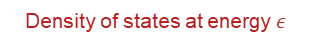 Density of states at energy ϵ